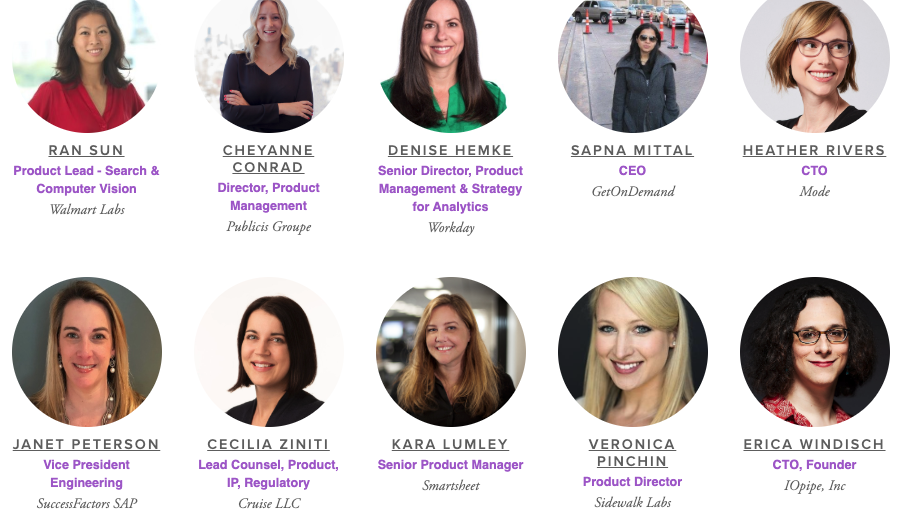 RAN SUN
Product Lead - Search &
Computer Vision
Walmart Labs
CHEYANNE
CONRAD
Director, Product
Management
Publicis Groupe
DENISE HEMKE
Senior Director, Product
Management & Strategy
for Analytics
Workday
SAPNA MITTAL
CEO
GetOnDemand
HEATHER RIVERS
CTO
Mode
JANET PETERSON
Vice President
Engineering
SuccessFactors SAP
CECILIA ZINITI
Lead Counsel, Product,
IP, Regulatory
Cruise LLC
KARA LUMLEY
Senior Product Manager
Smartsheet
VERONICA
PINCHIN
Product Director
Sidewalk Labs
ERICA WINDISCH
CTO, Founder
IOpipe, Inc